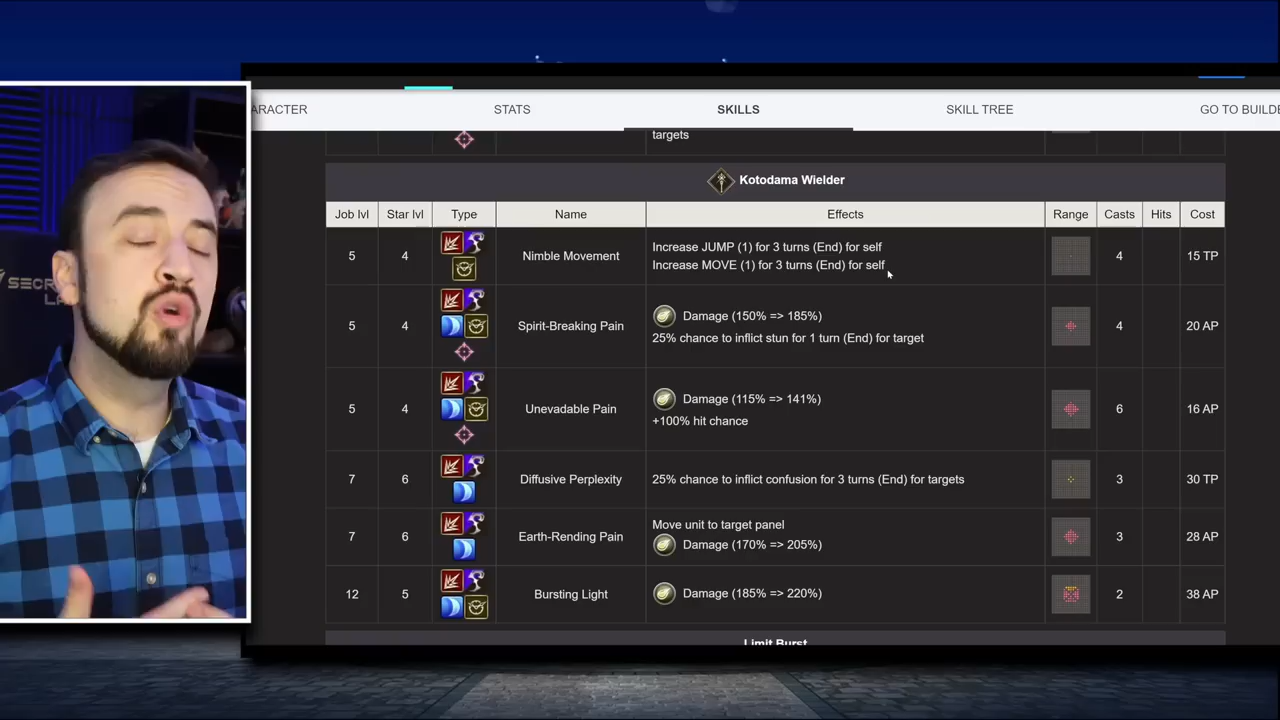 ARACTER
STATS
SKILLS
SKILL TREE
GO TO BUILDE
targets
Kotodama Wielder
Job lvl Star lvl Type Name Effects Range Casts Hits Cost
5 4 Nimble Movement Increase JUMP (1) for 3 turns (End) for self 4 15 TP
Increase MOVE (1) for 3 turns (End) for self
5 4 Spirit-Breaking Pain Damage (150% => 185%) 4 20 AP
25% chance to inflict stun for 1 turn (End) for target
5 4 Unevadable Pain Damage (115% => 141%) 6 16 AP
+100% hit chance
7 6 Diffusive Perplexity 25% chance to inflict confusion for 3 turns (End) for targets 3 30 TP
7 6 Earth-Rending Pain Move unit to target panel 3 28 AP
Damage (170% => 205%)
12 5 Bursting Light Damage (185% => 220%) 2 38 AP
Limit Burst
SECRE
LA